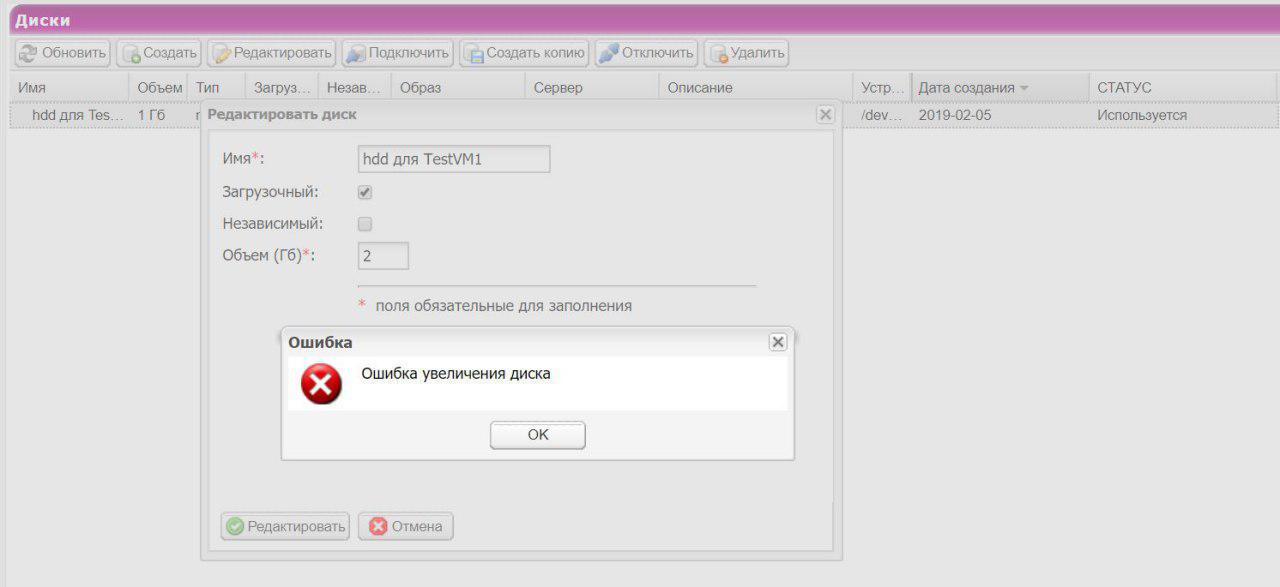 Диски
Обновить Создать Редактировать Подключить Создать копию Отключить Удалить
Имя Объем Тип Загруз... Незав... Образ Сервер Описание Устр... Дата создания СТАТУС
hdd для Tes... 1 Гб /dev... 2019-02-05 Используется
Редактировать диск
Имя*: hdd для TestVM1
Загрузочный:
Независимый:
Объем (Гб)*: 2
* поля обязательные для заполнения
Ошибка
Ошибка увеличения диска
OK
Редактировать Отмена